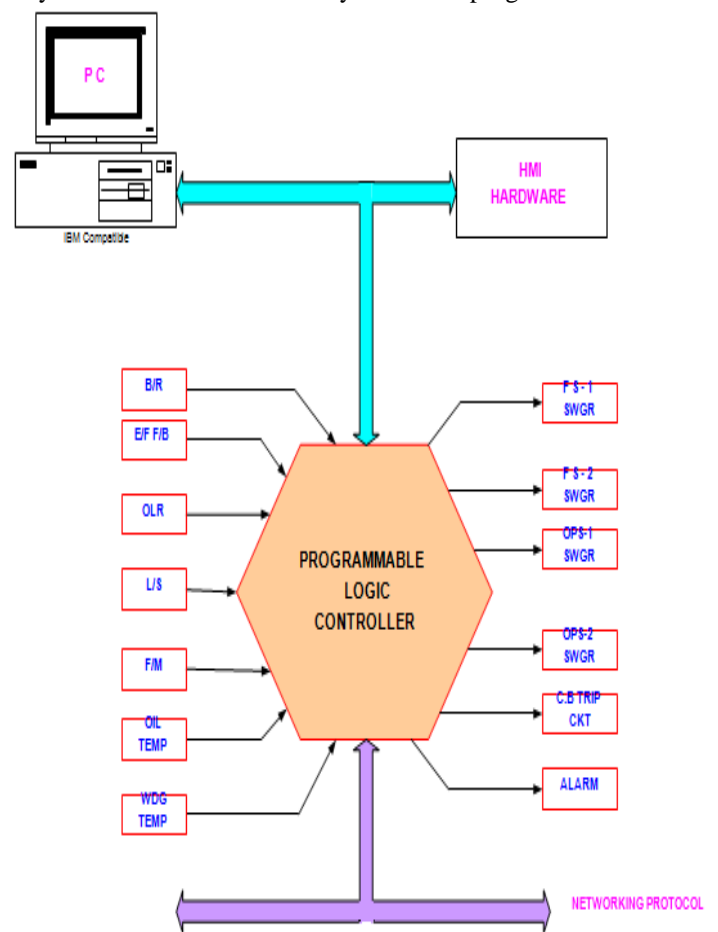 P C
IBM Compatible
HMI
HARDWARE
B/R
E/F F/B
OLR
L/S
F/M
OIL
TEMP
WDG
TEMP
PROGRAMMABLE
LOGIC
CONTROLLER
F S - 1
SWGR
F S - 2
SWGR
OPS-1
SWGR
OPS-2
SWGR
C.B TRIP
CKT
ALARM
NETWORKING PROTOCOL